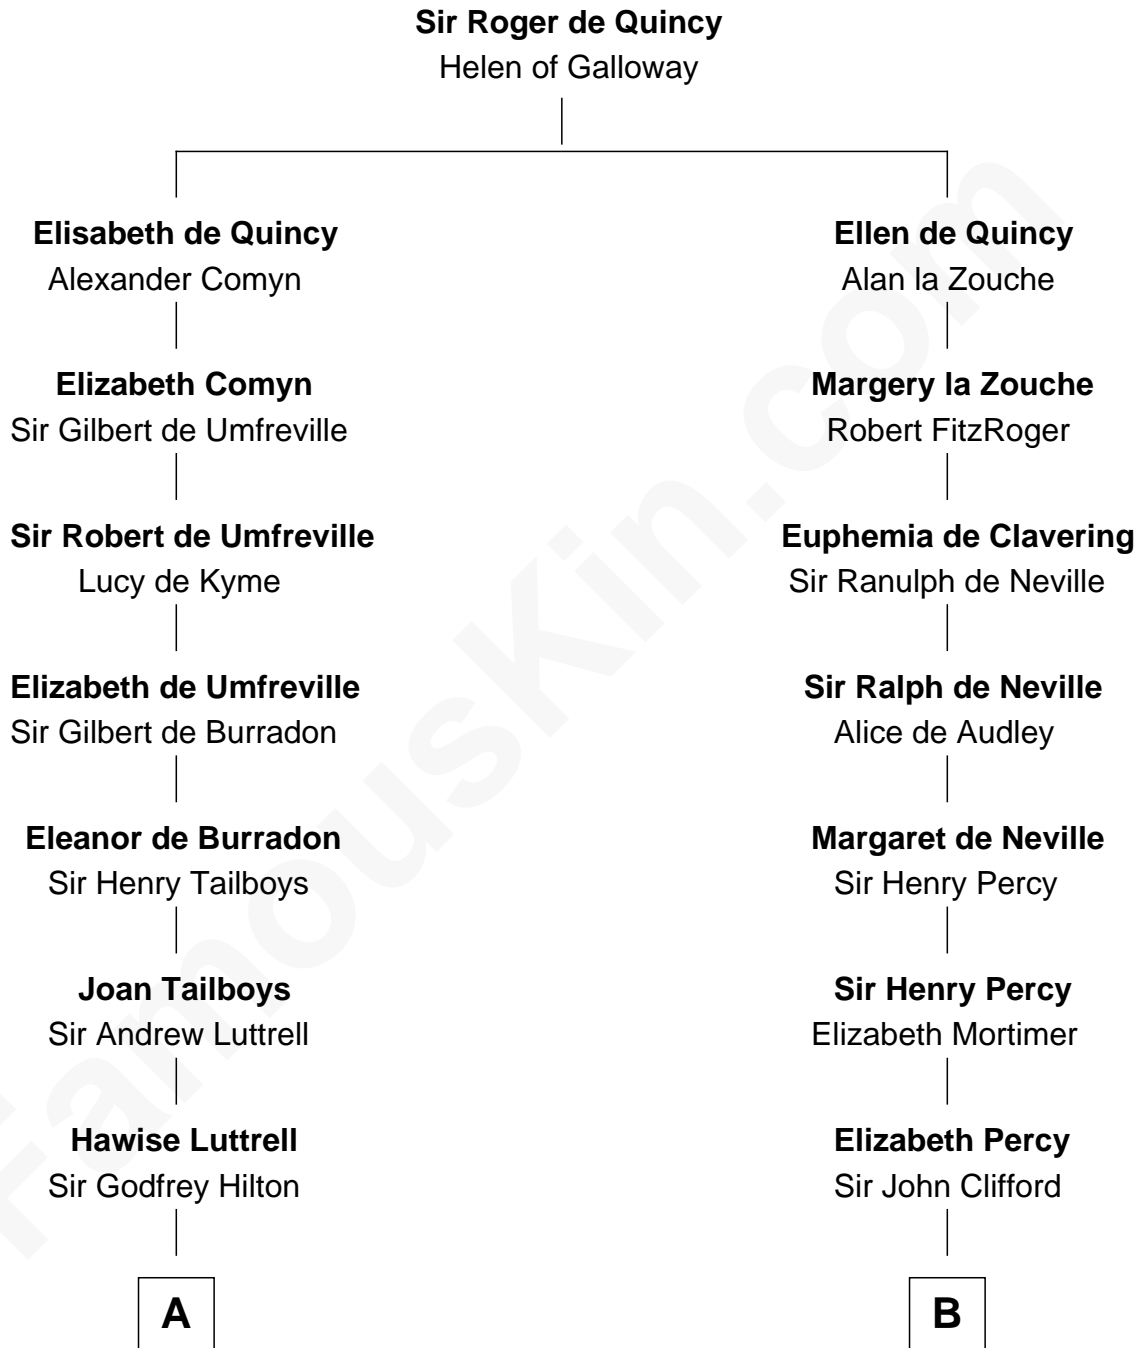 Sir Roger de Quincy
Helen of Galloway
Elisabeth de Quincy
Alexander Comyn
Ellen de Quincy
Alan la Zouche
Elizabeth Comyn
Sir Gilbert de Umfreville
Margery la Zouche
Robert FitzRoger
Sir Robert de Umfreville
Lucy de Kyme
Euphemia de Clavering
Sir Ranulph de Neville
Elizabeth de Umfreville
Sir Gilbert de Burradon
Sir Ralph de Neville
Alice de Audley
Eleanor de Burradon
Sir Henry Tailboys
Margaret de Neville
Sir Henry Percy
Joan Tailboys
Sir Andrew Luttrell
Sir Henry Percy
Elizabeth Mortimer
Hawise Luttrell
Sir Godfrey Hilton
Elizabeth Percy
Sir John Clifford
A
B
FamousKin.com